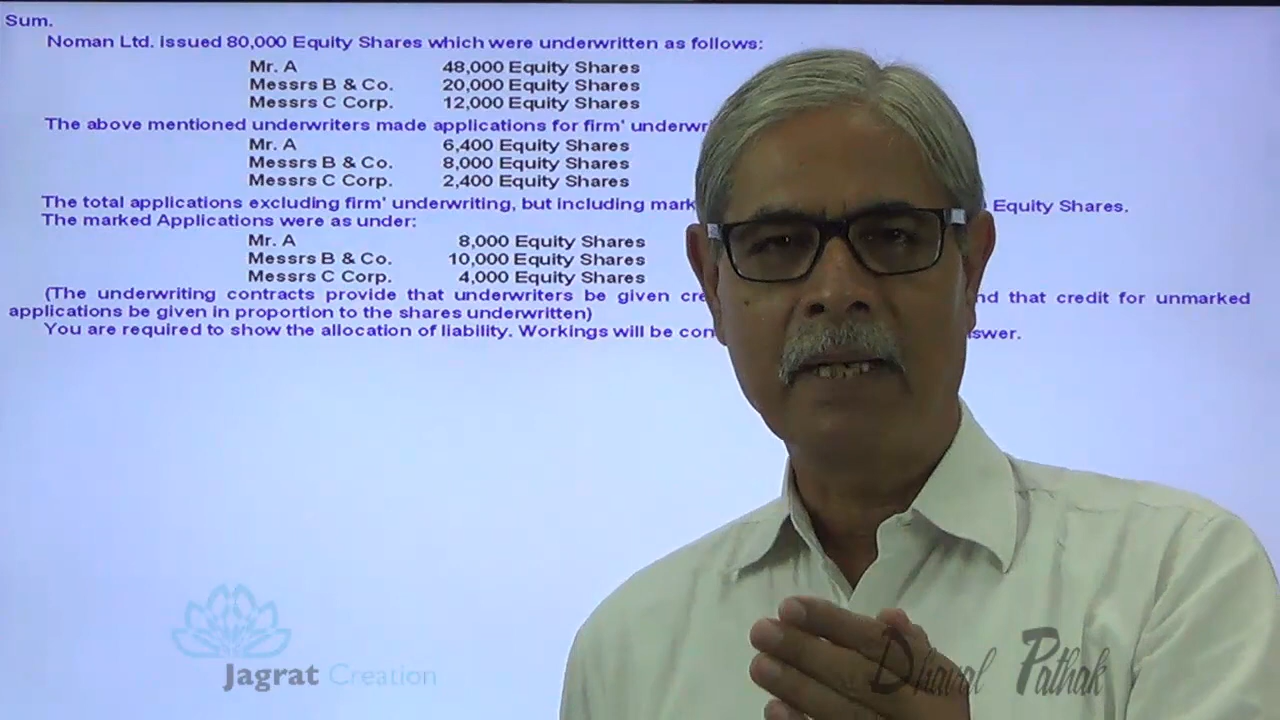 Sum.
Noman Ltd. issued 80,000 Equity Shares which were underwritten as follows:
Mr. A 48,000 Equity Shares
Messrs B & Co. 20,000 Equity Shares
Messrs C Corp. 12,000 Equity Shares
The above mentioned underwriters made applications for firm' underwr
Mr. A 6,400 Equity Shares
Messrs B & Co. 8,000 Equity Shares
Messrs C Corp. 2,400 Equity Shares
The total applications excluding firm' underwriting, but including mark Equity Shares.
The marked Applications were as under:
Mr. A 8,000 Equity Shares
Messrs B & Co. 10,000 Equity Shares
Messrs C Corp. 4,000 Equity Shares
(The underwriting contracts provide that underwriters be given cre nd that credit for unmarked
applications be given in proportion to the shares underwritten)
You are required to show the allocation of liability. Workings will be con swer.
Jagrat Creation
Dhaval Pathak